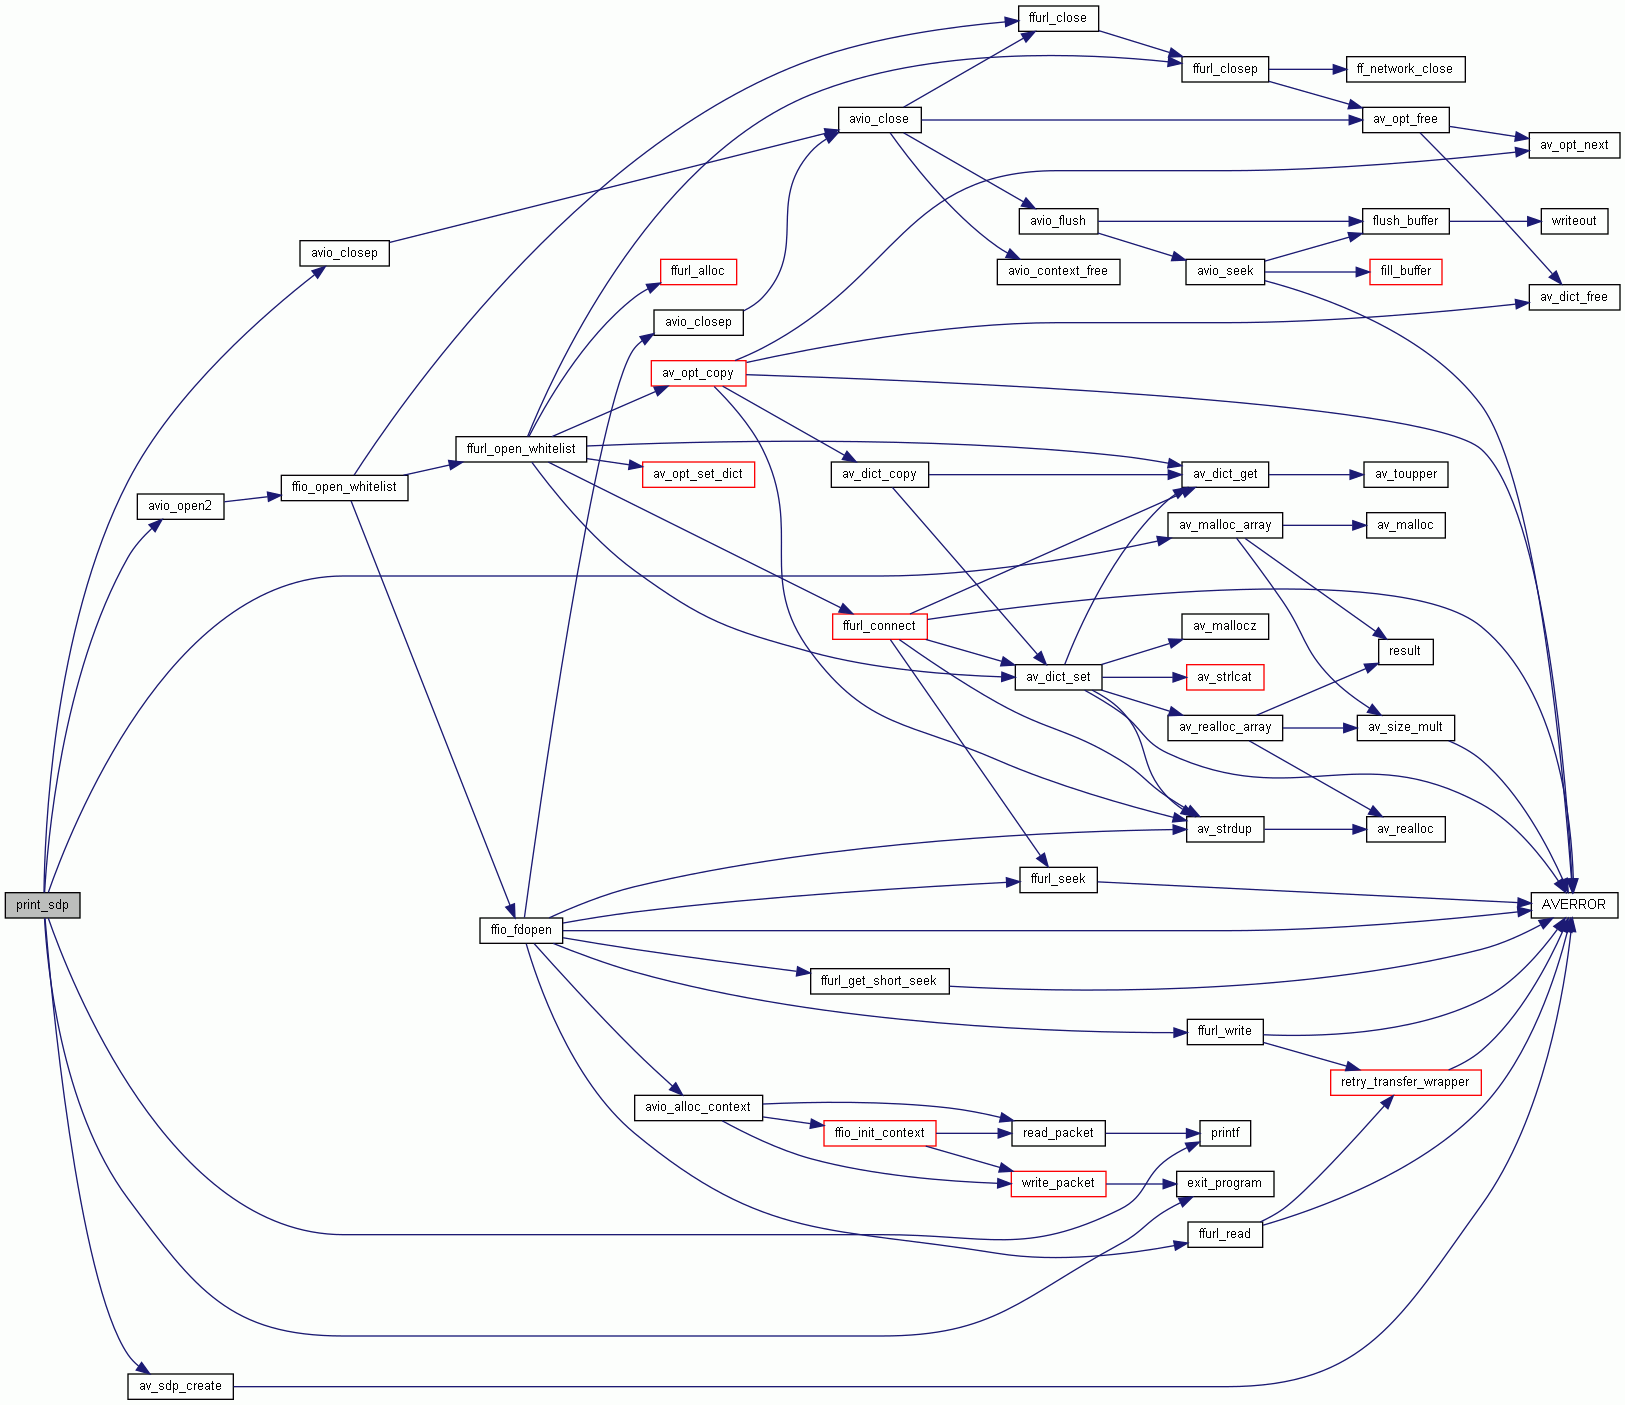 ffurl_close
ffurl_closep
ff_network_close
avio_close
av_opt_free
av_opt_next
avio_flush
flush_buffer
writeout
avio_closep
ffurl_alloc
avio_context_free
avio_seek
fill_buffer
av_dict_free
avio_closep
av_opt_copy
ffurl_open_whitelist
av_opt_set_dict
av_dict_copy
av_dict_get
av_toupper
ffio_open_whitelist
avio_open2
av_malloc_array
av_malloc
ffurl_connect
av_mallocz
result
av_dict_set
av_strlcat
av_realloc_array
av_size_mult
av_strdup
av_realloc
ffurl_seek
print_sdp
AVERROR
ffio_fdopen
ffurl_get_short_seek
ffurl_write
retry_transfer_wrapper
avio_alloc_context
ffio_init_context
read_packet
printf
write_packet
exit_program
ffurl_read
av_sdp_create